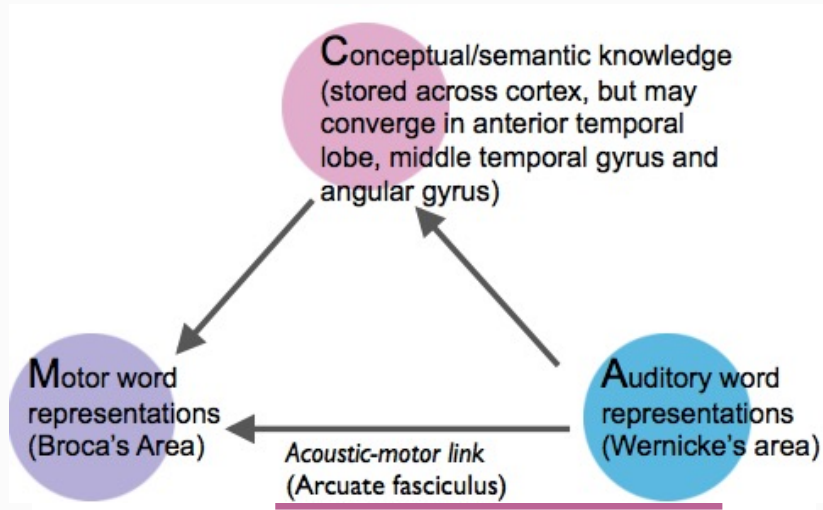 Conceptual/semantic knowledge
(stored across cortex, but may
converge in anterior temporal
lobe, middle temporal gyrus and
angular gyrus)
Motor word
representations
(Broca's Area)
Acoustic-motor link
(Arcuate fasciculus)
Auditory word
representations
(Wernicke's area)